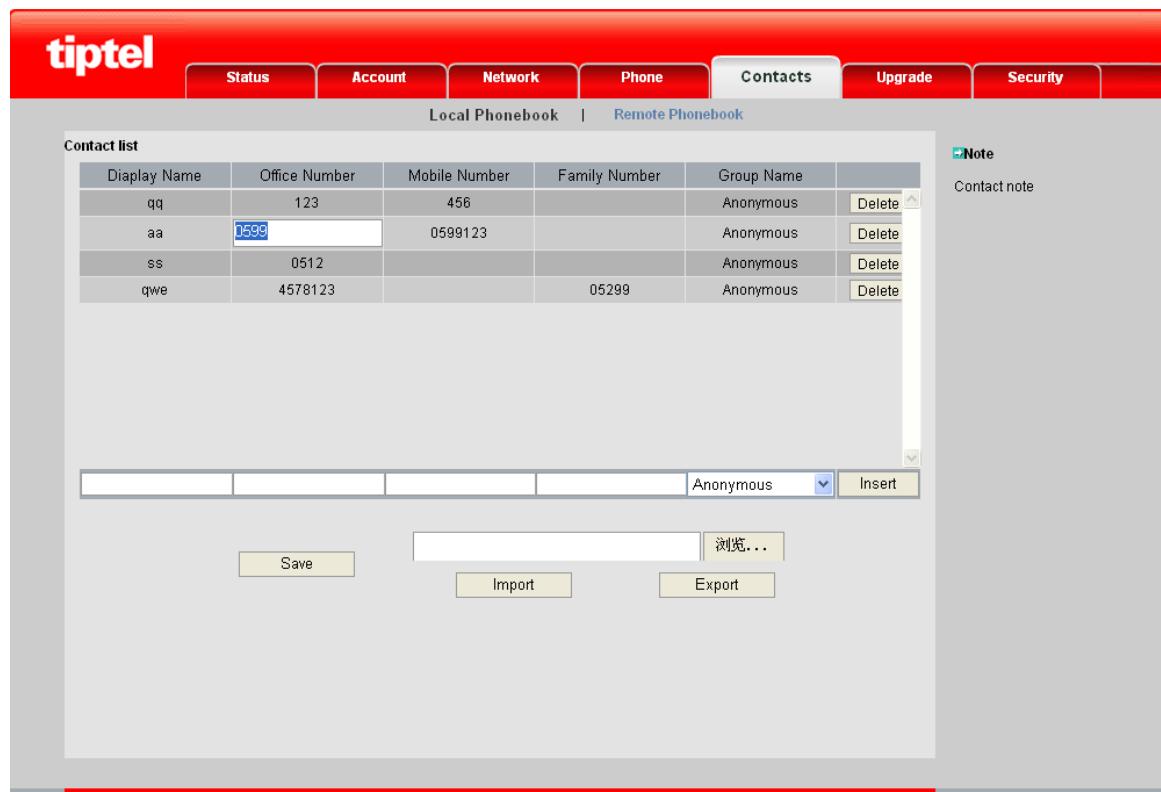 tiptel
Status Account Network Phone Contacts Upgrade Security
Local Phonebook | Remote Phonebook
Contact list
Note
Contact note
Diaplay Name Office Number Mobile Number Family Number Group Name
qq 123 456 Anonymous Delete
aa 0599 0599123 Anonymous Delete
ss 0512 Anonymous Delete
qwe 4578123 05299 Anonymous Delete
Anonymous Insert
浏览...
Save
Import Export